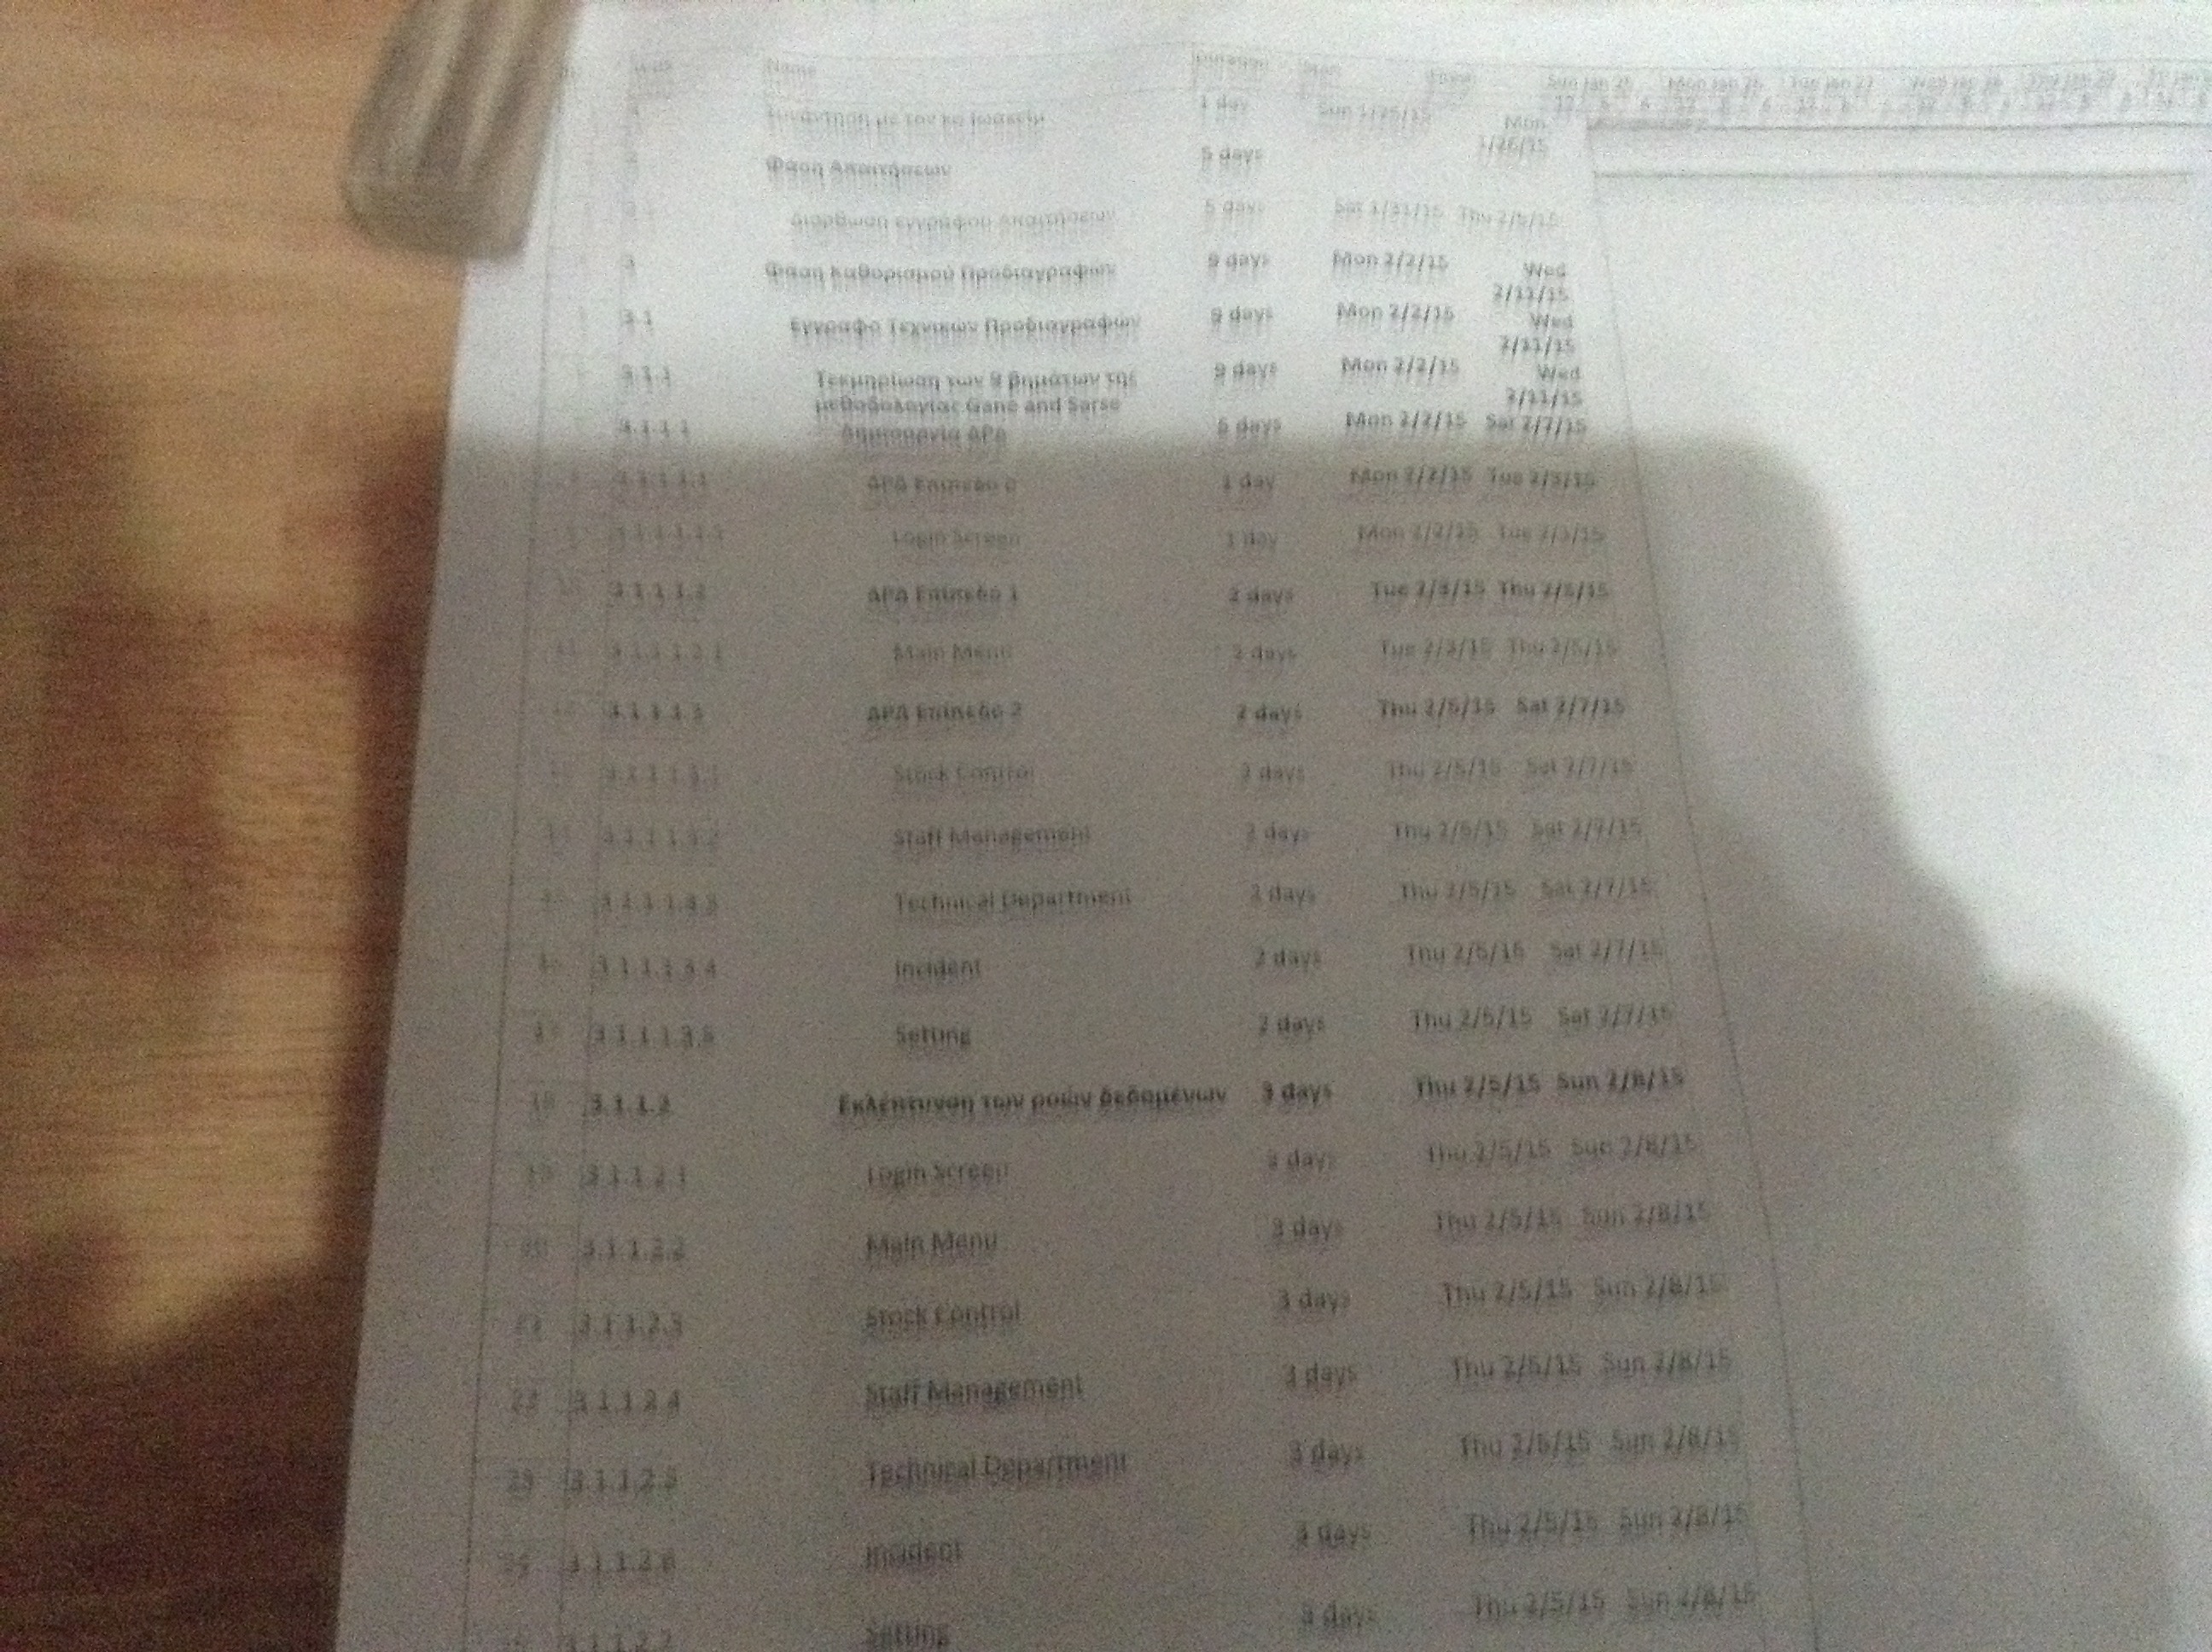 Name Duration
1 day Sun 1/25/15 Mon 1/26/15
Φάση Απαιτήσεων 5 days
Διόρθωση εγγράφου Απαιτήσεων 5 days Sat 1/31/15 Thu 2/5/15
3 Φάση Καθορισμού Προδιαγραφών 9 days Mon 2/2/15 Wed 2/11/15
3.1 Έγγραφο Τεχνικών Προδιαγραφών 9 days Mon 2/2/15 Wed 2/11/15
3.1.1 Τεκμηρίωση των 9 βημάτων της 9 days Mon 2/2/15 Wed 2/11/15
μεθοδολογίας Gane and Sarse
3.1.1.1 Δημιουργία ΔΡΔ 5 days Mon 2/2/15 Sat 2/7/15
3.1.1.1.1 ΔΡΔ Επίπεδο 0 1 day Mon 2/2/15 Tue 2/3/15
3.1.1.1.1.1 Login Screen 1 day Mon 2/2/15 Tue 2/3/15
10 3.1.1.1.2 ΔΡΔ Επίπεδο 1 2 days Tue 2/3/15 Thu 2/5/15
11 3.1.1.1.2.1 Main Menu 2 days Tue 2/3/15 Thu 2/5/15
12 3.1.1.1.3 ΔΡΔ Επίπεδο 2 2 days Thu 2/5/15 Sat 2/7/15
3.1.1.1.3.1 Stock Control 2 days Thu 2/5/15 Sat 2/7/15
3.1.1.1.3.2 Staff Management 2 days Thu 2/5/15 Sat 2/7/15
3.1.1.1.3.3 Technical Department 2 days Thu 2/5/15 Sat 2/7/15
3.1.1.1.3.4 Incident 2 days Thu 2/5/15 Sat 2/7/15
17 3.1.1.1.3.5 Setting 2 days Thu 2/5/15 Sat 2/7/15
18 3.1.1.2 Εκλέπτυνση των ροών δεδομένων 3 days Thu 2/5/15 Sun 2/8/15
19 3.1.1.2.1 Login Screen 3 days Thu 2/5/15 Sun 2/8/15
20 3.1.1.2.2 Main Menu 3 days Thu 2/5/15 Sun 2/8/15
21 3.1.1.2.3 Stock Control 3 days Thu 2/5/15 Sun 2/8/15
22 3.1.1.2.4 Staff Management 3 days Thu 2/5/15 Sun 2/8/15
23 3.1.1.2.5 Technical Department 3 days Thu 2/5/15 Sun 2/8/15
24 3.1.1.2.6 Incident 3 days Thu 2/5/15 Sun 2/8/15
3.1.1.2.7 Setting 3 days Thu 2/5/15 Sun 2/8/15